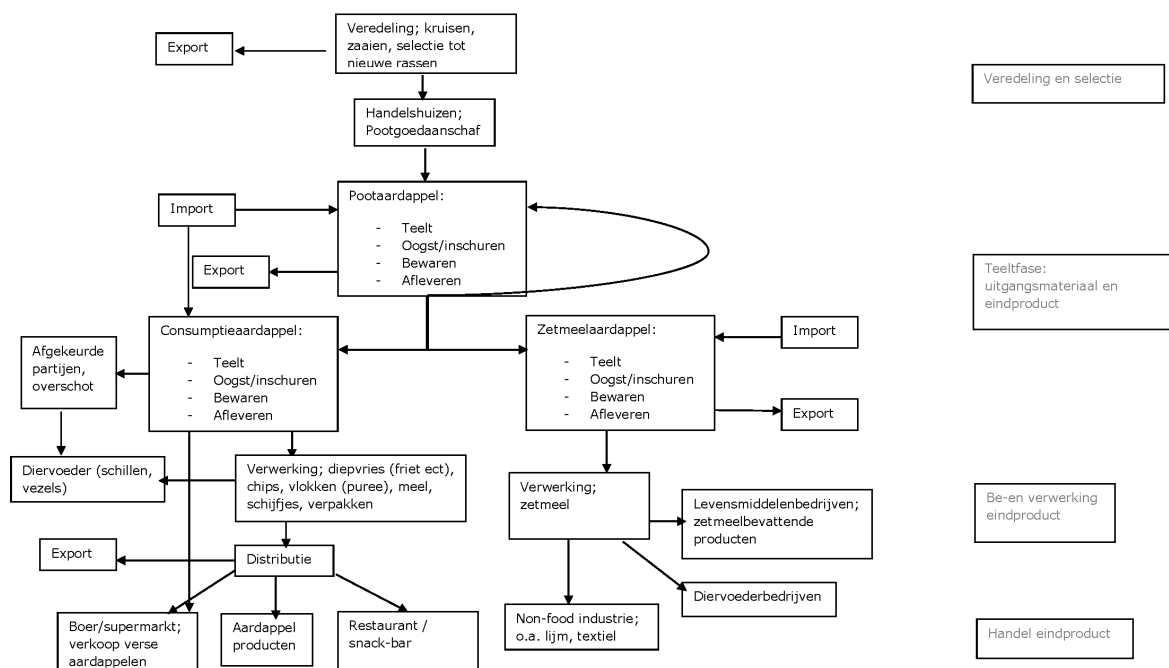 Veredeling; kruisen,
zaaien, selectie tot
nieuwe rassen
Export
Veredeling en selectie
Handelshuizen;
Pootgoedaanschaf
Pootaardappel:
- Teelt
- Oogst/inschuren
- Bewaren
- Afleveren
Import
Export
Teeltfase:
uitgangsmateriaal en
eindproduct
Consumptieaardappel:
- Teelt
- Oogst/inschuren
- Bewaren
- Afleveren
Zetmeelaardappel:
- Teelt
- Oogst/inschuren
- Bewaren
- Afleveren
Import
Export
Afgekeurde
partijen,
overschot
Diervoeder (schillen,
vezels)
Verwerking; diepvries (friet ect),
chips, vlokken (puree), meel,
schijfjes, verpakken
Verwerking;
zetmeel
Levensmiddelenbedrijven;
zetmeelbevattende
producten
Be-en verwerking
eindproduct
Export
Distributie
Diervoederbedrijven
Boer/supermarkt;
verkoop verse
aardappelen
Aardappel
producten
Restaurant /
snack-bar
Non-food industrie;
o.a. lijm, textiel
Handel eindproduct